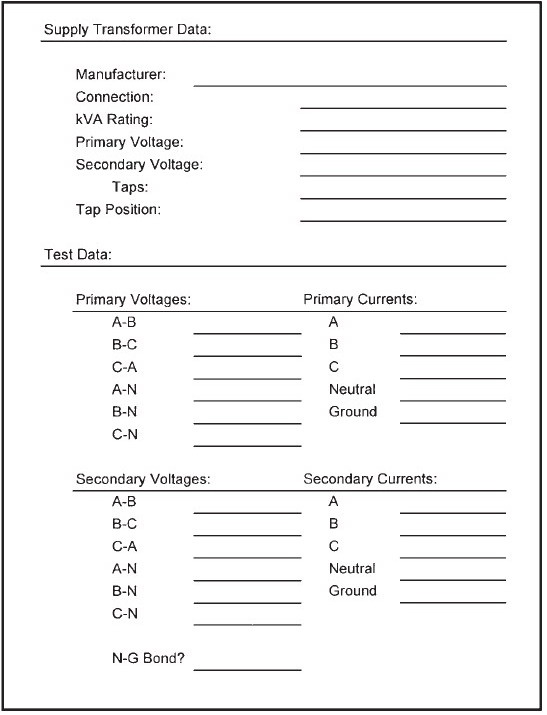 Supply Transformer Data:
Manufacturer:
Connection:
kVA Rating:
Primary Voltage:
Secondary Voltage:
Taps:
Tap Position:
Test Data:
Primary Voltages: Primary Currents:
A-B A
B-C B
C-A C
A-N Neutral
B-N Ground
C-N
Secondary Voltages: Secondary Currents:
A-B A
B-C B
C-A C
A-N Neutral
B-N Ground
C-N
N-G Bond?